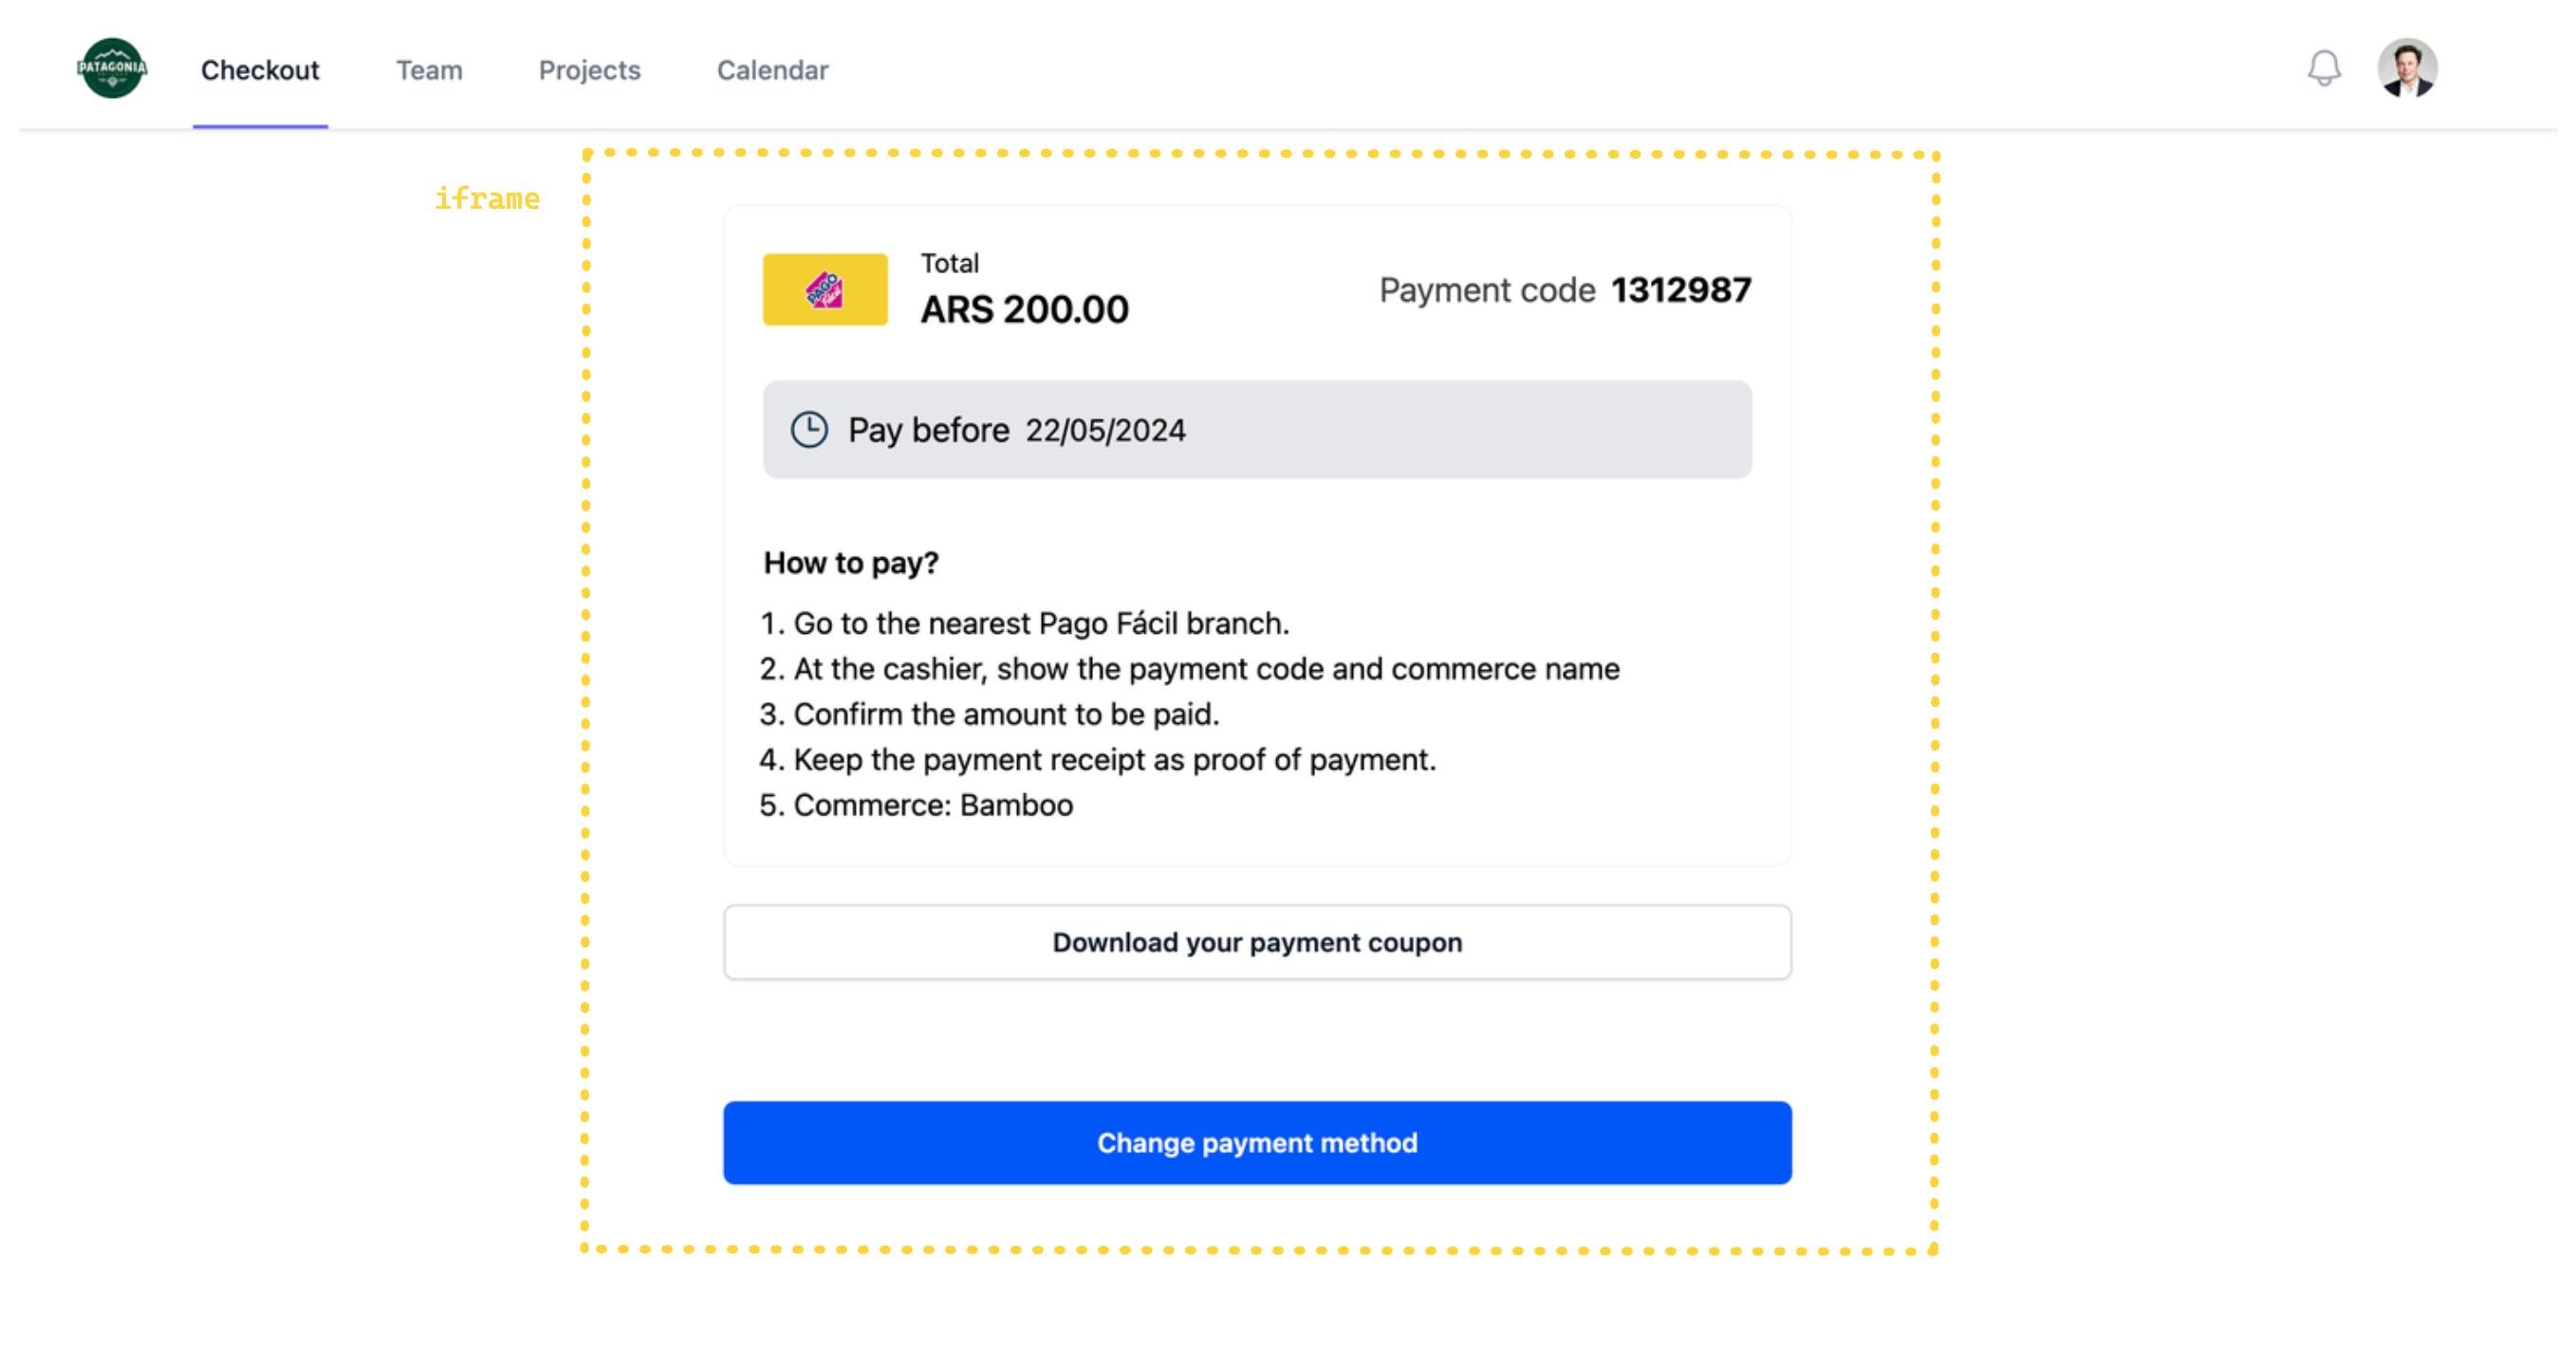 PATAGONIA
Checkout
Team
Projects
Calendar
iframe
PAGO
fácil
Total
ARS 200.00
Payment code 1312987
Pay before 22/05/2024
How to pay?
1. Go to the nearest Pago Fácil branch.
2. At the cashier, show the payment code and commerce name
3. Confirm the amount to be paid.
4. Keep the payment receipt as proof of payment.
5. Commerce: Bamboo
Download your payment coupon
Change payment method